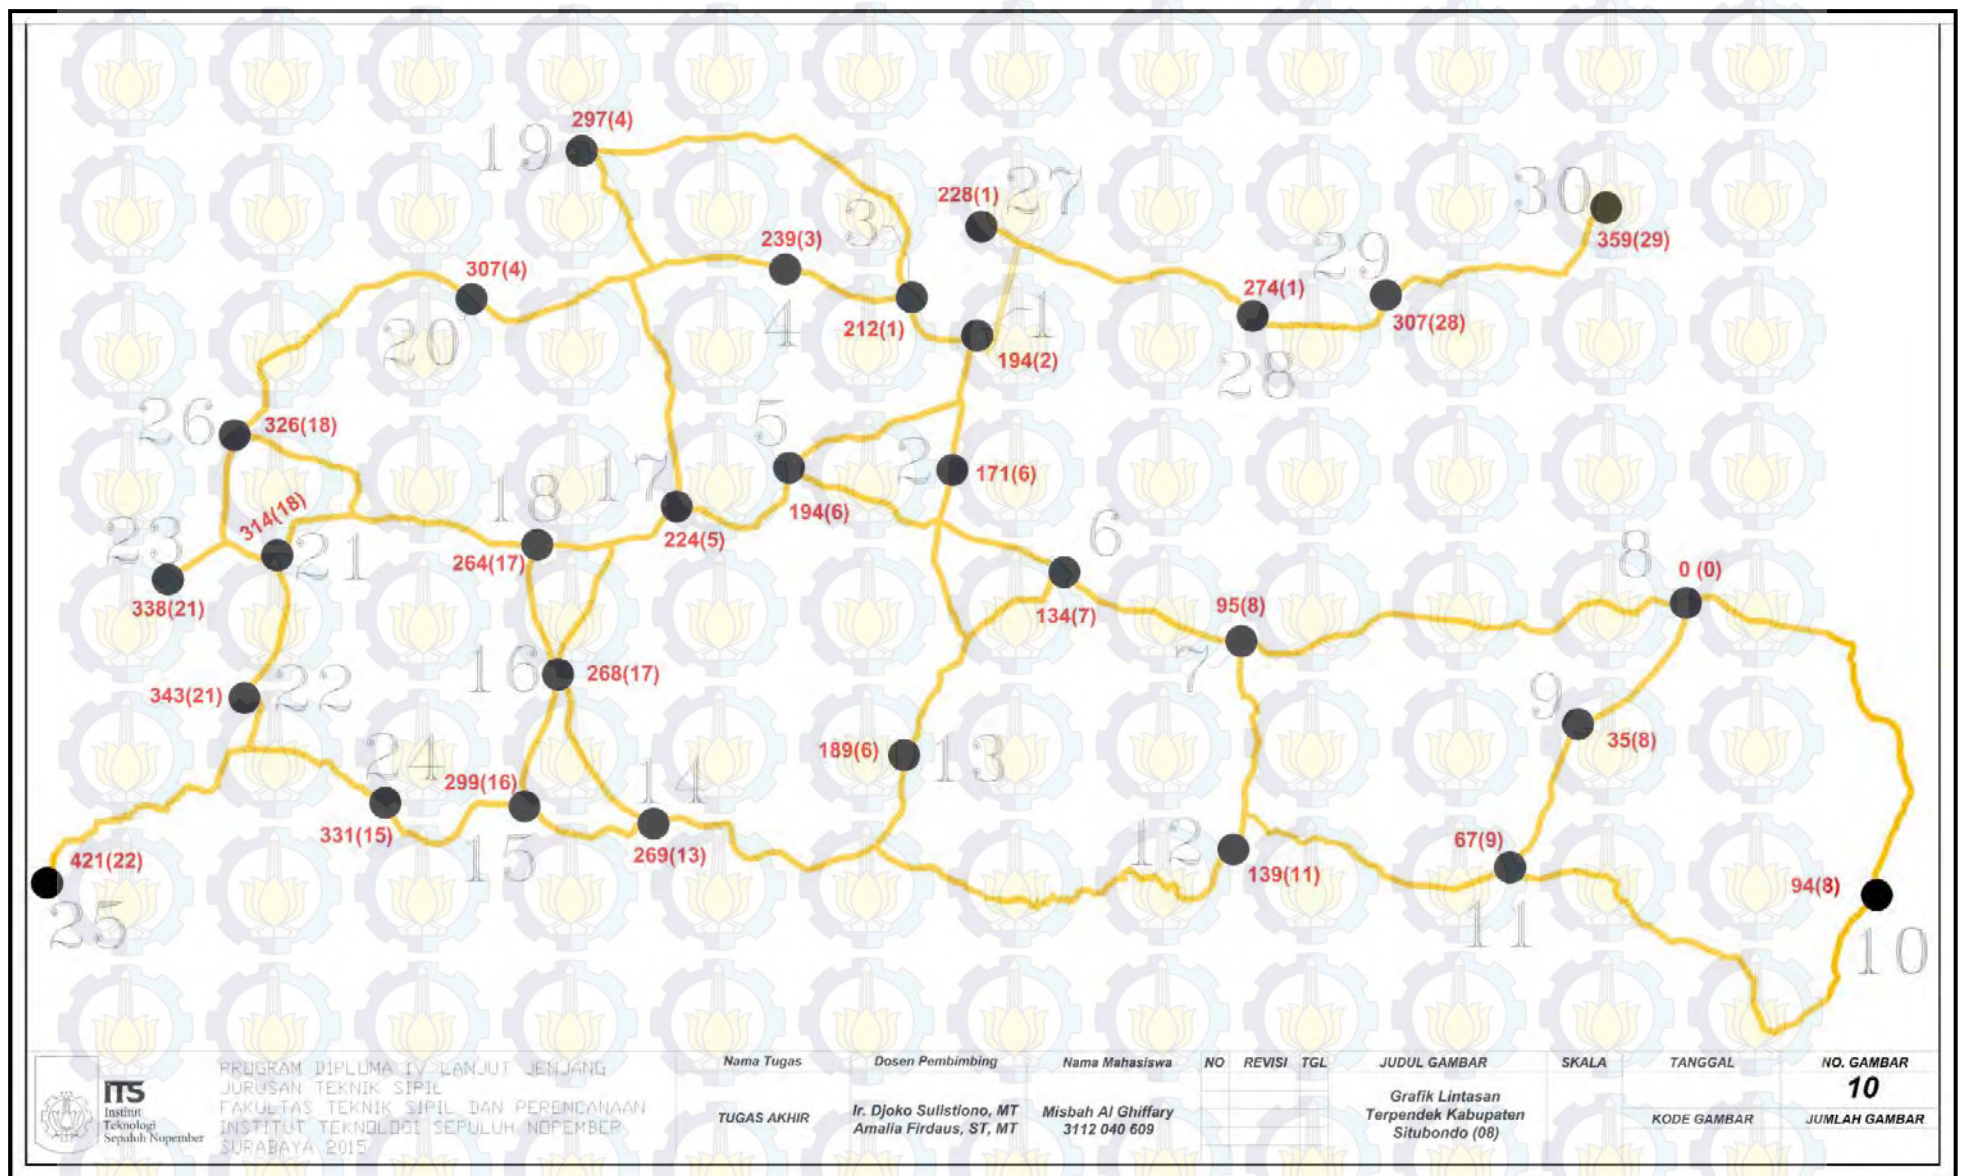 297(4)
19
27
228(1)
30
3
239(3)
359(29)
29
307(4)
274(1)
212(1)
1
307(28)
20
4
194(2)
28
26
5
326(18)
18
17
2
171(6)
314(18)
194(6)
23
21
264(17)
224(5)
6
8
0 (0)
338(21)
95(8)
134(7)
16
268(17)
7
343(21)
22
9
35(8)
24
299(16)
14
189(6)
13
331(15)
15
269(13)
12
139(11)
67(9)
421(22)
25
11
94(8)
10
ITS
Institut
Teknologi
Sepuluh Nopember
PROGRAM DIPLOMA IV LANJUT JENJANG
JURUSAN TEKNIK SIPIL
FAKULTAS TEKNIK SIPIL DAN PERENCANAAN
INSTITUT TEKNOLOGI SEPULUH NOPEMBER
SURABAYA 2015
Nama Tugas
TUGAS AKHIR
Dosen Pembimbing
Ir. Djoko Sulistiono, MT
Amalia Firdaus, ST, MT
Nama Mahasiswa
Misbah Al Ghiffary
3112 040 609
NO REVISI TGL
JUDUL GAMBAR
Grafik Lintasan
Terpendek Kabupaten
Situbondo (08)
SKALA
TANGGAL
KODE GAMBAR
NO. GAMBAR
10
JUMLAH GAMBAR